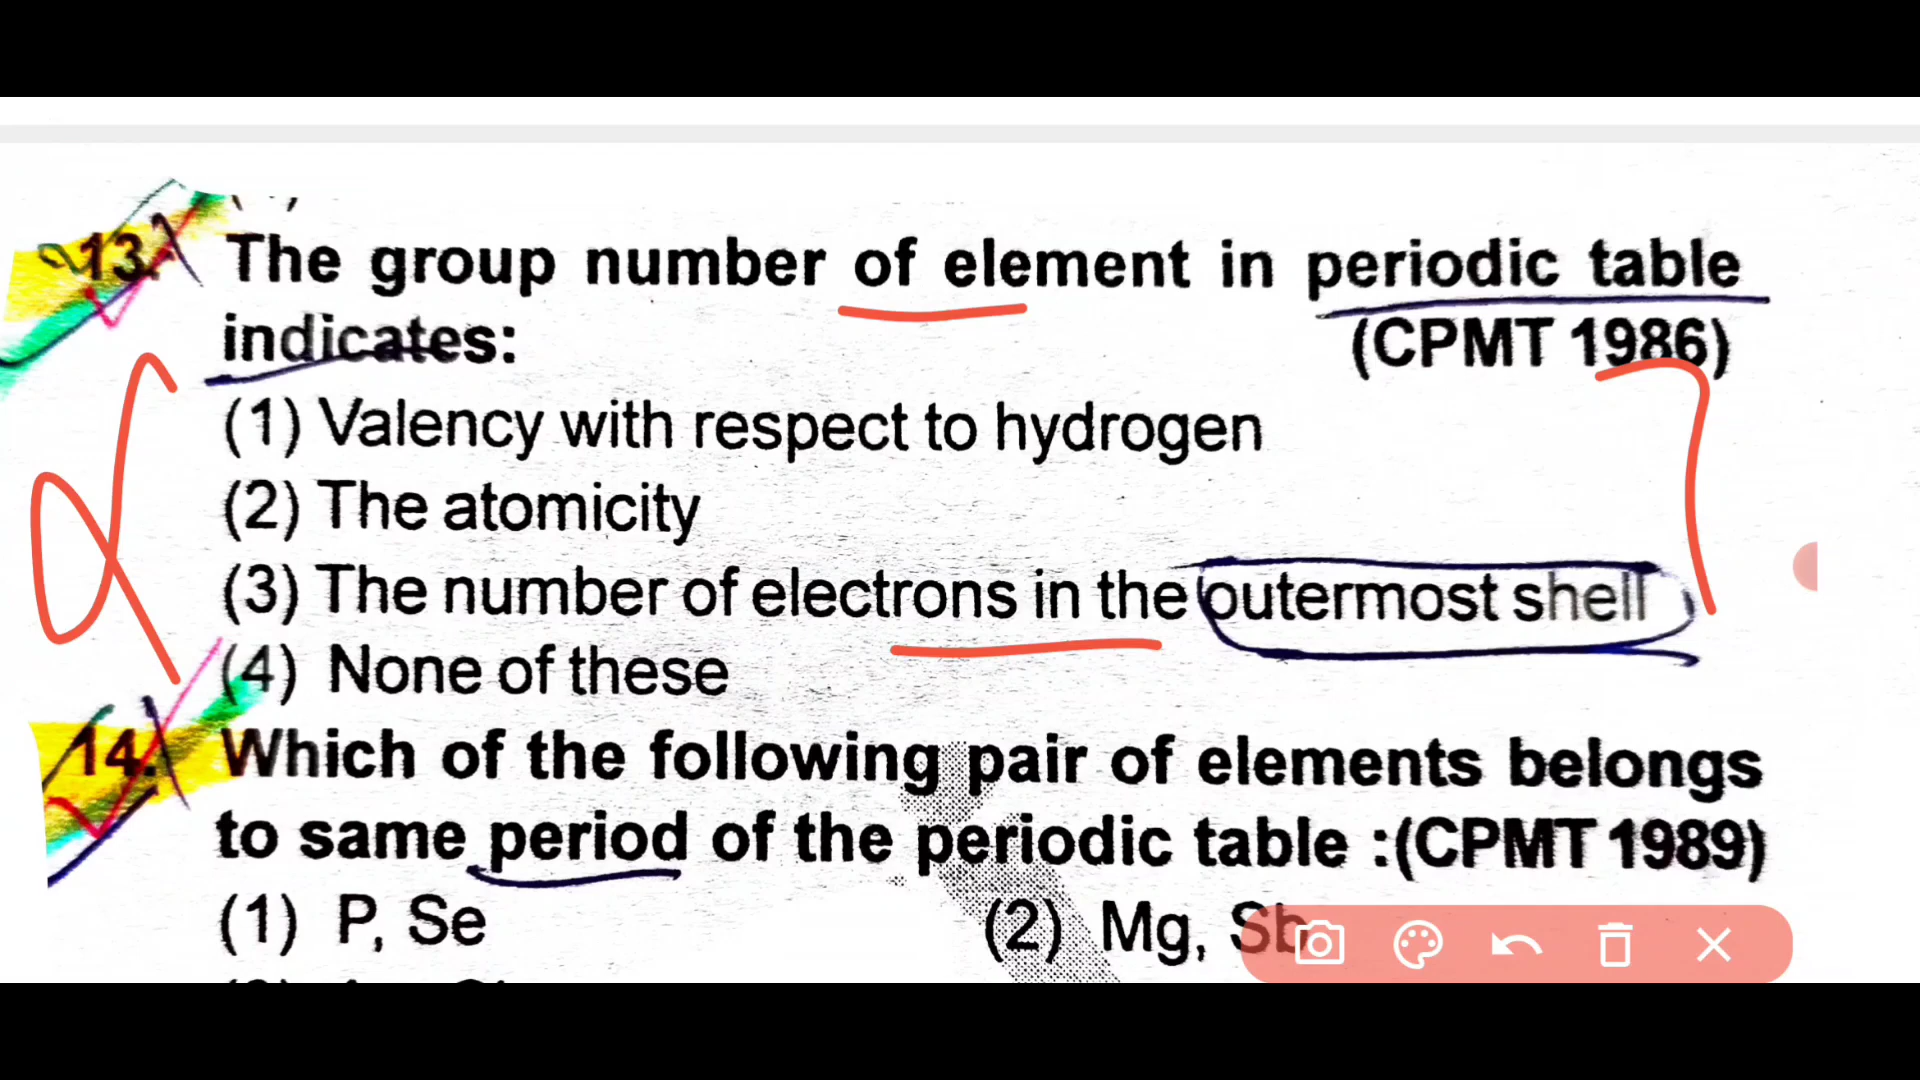 13. The group number of element in periodic table
indicates: (CPMT 1986)
(1) Valency with respect to hydrogen
(2) The atomicity
(3) The number of electrons in the outermost shell
(4) None of these
14. Which of the following pair of elements belongs
to same period of the periodic table :(CPMT 1989)
(1) P, Se (2) Mg, Sb